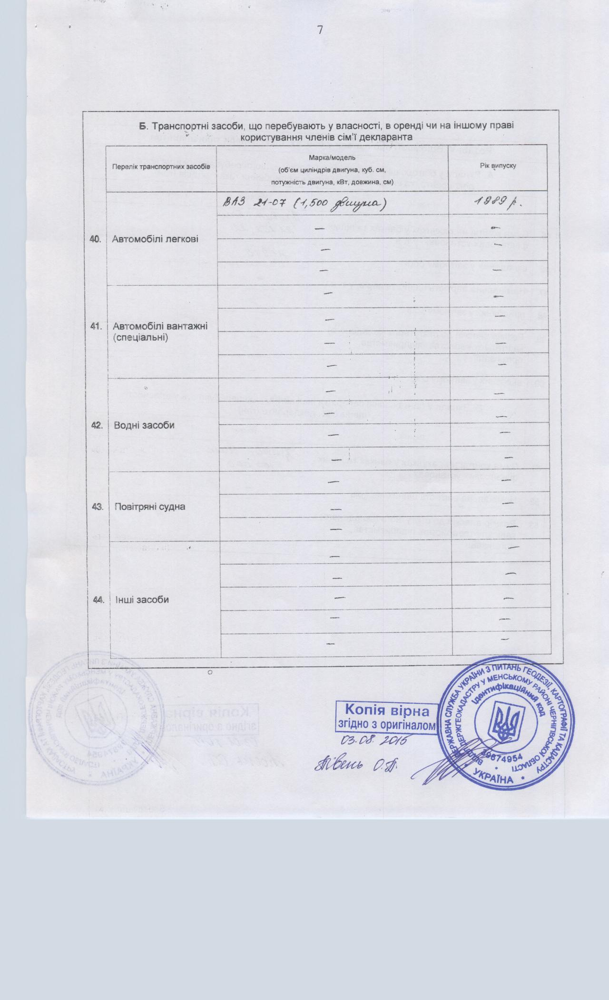 7
Б. Транспортні засоби, що перебувають у власності, в оренді чи на іншому праві
користування членів сім'ї декларанта
Перелік транспортних засобів
Марка/модель
(об'єм циліндрів двигуна, куб. см,
потужність двигуна, кВт, довжина, см)
Рік випуску
ВАЗ 21-07 (1,500 двигуна) 1989 р.
— —
40. Автомобілі легкові
— —
— —
— —
— —
41. Автомобілі вантажні
(спеціальні)
— —
— —
— —
— —
42. Водні засоби
— —
— —
— —
43. Повітряні судна
— —
— —
— —
— —
44. Інші засоби
— —
— —
— —
Копія вірна
згідно з оригіналом
03.08.2015
Півень О.П.
ДЕРЖАВНА СЛУЖБА УКРАЇНИ З ПИТАНЬ ГЕОДЕЗІЇ, КАРТОГРАФІЇ ТА КАДАСТРУ
ВІДДІЛ ДЕРЖГЕОКАДАСТРУ У МЕНСЬКОМУ РАЙОНІ ЧЕРНІГІВСЬКОЇ ОБЛАСТІ
Ідентифікаційний код
39874954
* УКРАЇНА *